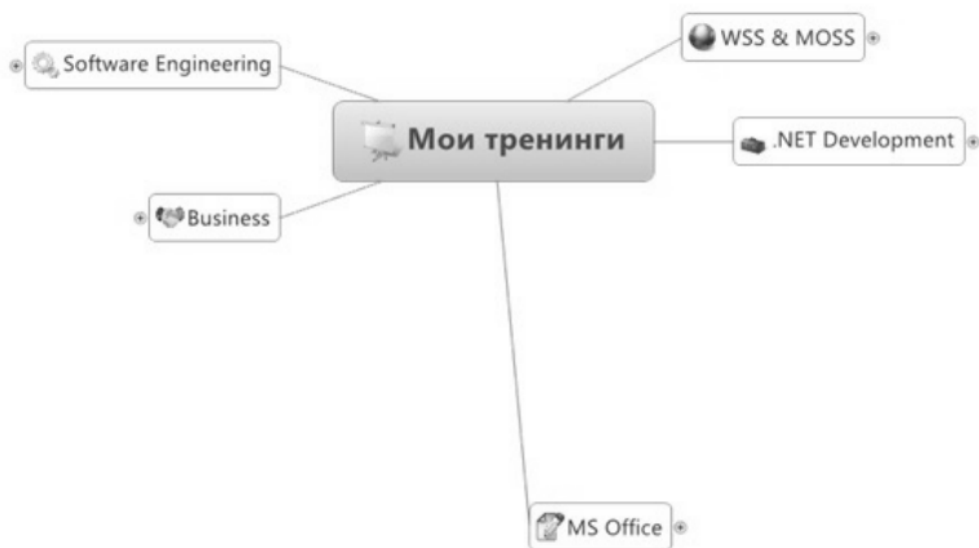 WSS & MOSS
Software Engineering
Мои тренинги
.NET Development
Business
MS Office